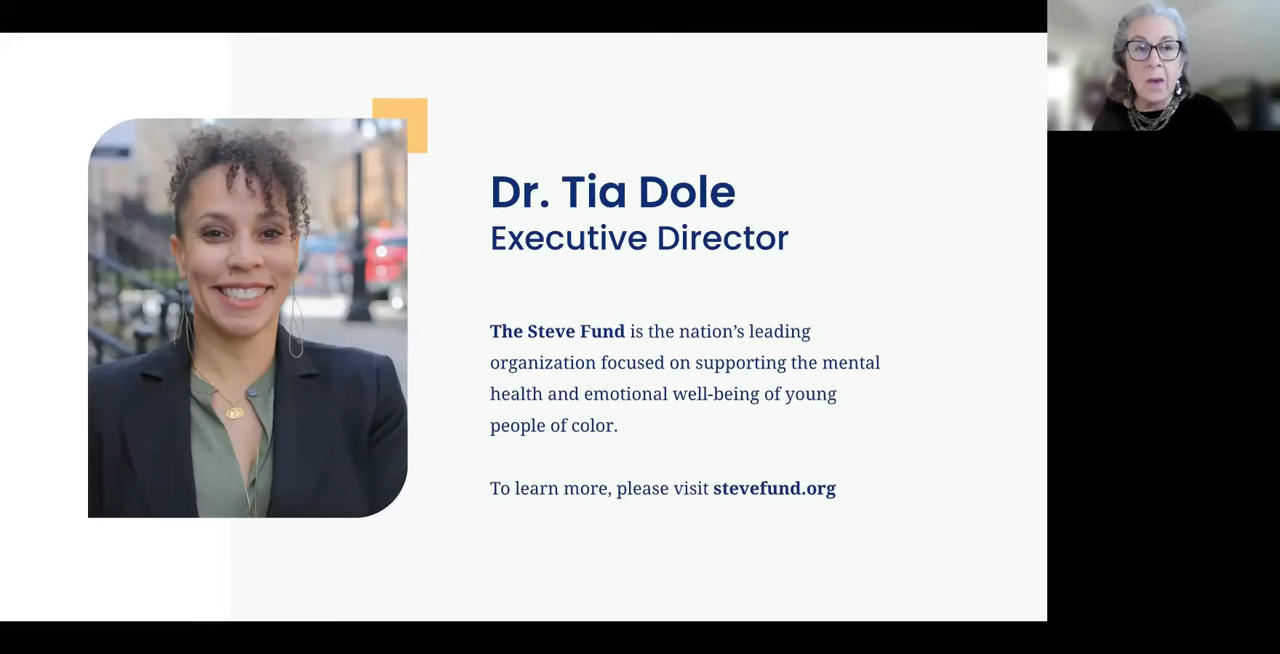 Dr. Tia Dole
Executive Director
The Steve Fund is the nation’s leading
organization focused on supporting the mental
health and emotional well-being of young
people of color.
To learn more, please visit stevefund.org